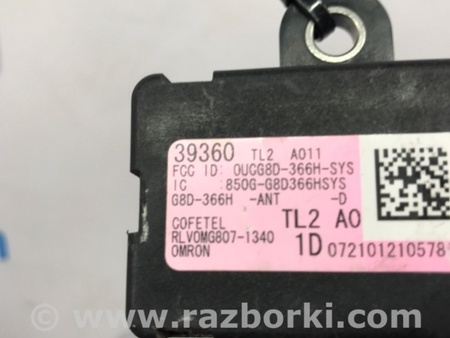 39360 TL2 A011
FCC ID: OUCG8D-366H-SYS
IC :850G-G8D366HSYS
G8D-366H -ANT -D
COFETEL TL2 A0
RLVOMG807-1340 1D 072101210578
OMRON
© www.razborki.com/